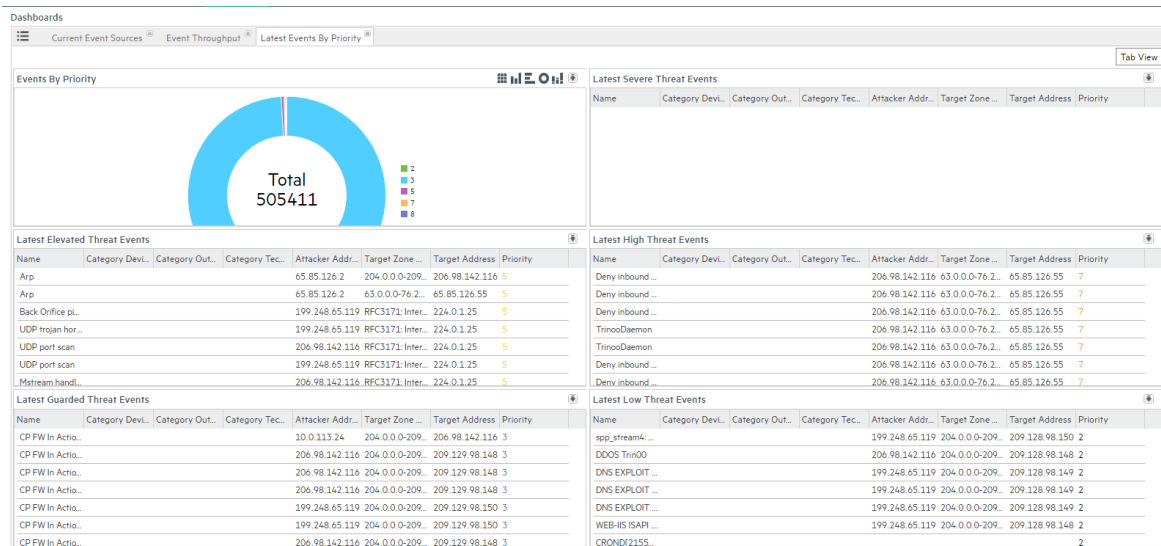 Dashboards
Current Event Sources Event Throughput Latest Events By Priority
Tab View
Events By Priority
Total
505411
2
3
5
7
8
Latest Severe Threat Events
Name Category Devi... Category Out... Category Tec... Attacker Addr... Target Zone ... Target Address Priority
Latest Elevated Threat Events
Name Category Devi... Category Out... Category Tec... Attacker Addr... Target Zone ... Target Address Priority
Arp 65.85.126.2 204.0.0.0-209... 206.98.142.116 5
Arp 65.85.126.2 63.0.0.0-76.2... 65.85.126.55 5
Back Orifice pi... 199.248.65.119 RFC3171: Inter... 224.0.1.25 5
UDP trojan hor... 199.248.65.119 RFC3171: Inter... 224.0.1.25 5
UDP port scan 206.98.142.116 RFC3171: Inter... 224.0.1.25 5
UDP port scan 199.248.65.119 RFC3171: Inter... 224.0.1.25 5
Mstream handl... 206.98.142.116 RFC3171: Inter... 224.0.1.25 5
Latest High Threat Events
Name Category Devi... Category Out... Category Tec... Attacker Addr... Target Zone ... Target Address Priority
Deny inbound ... 206.98.142.116 63.0.0.0-76.2... 65.85.126.55 7
Deny inbound ... 206.98.142.116 63.0.0.0-76.2... 65.85.126.55 7
Deny inbound ... 206.98.142.116 63.0.0.0-76.2... 65.85.126.55 7
TrinooDaemon 206.98.142.116 63.0.0.0-76.2... 65.85.126.55 7
TrinooDaemon 206.98.142.116 63.0.0.0-76.2... 65.85.126.55 7
Deny inbound ... 206.98.142.116 63.0.0.0-76.2... 65.85.126.55 7
Deny inbound ... 206.98.142.116 63.0.0.0-76.2... 65.85.126.55 7
Latest Guarded Threat Events
Name Category Devi... Category Out... Category Tec... Attacker Addr... Target Zone ... Target Address Priority
CP FW In Actio... 10.0.113.24 204.0.0.0-209... 206.98.142.116 3
CP FW In Actio... 206.98.142.116 204.0.0.0-209... 209.129.98.148 3
CP FW In Actio... 206.98.142.116 204.0.0.0-209... 209.129.98.148 3
CP FW In Actio... 206.98.142.116 204.0.0.0-209... 209.129.98.148 3
CP FW In Actio... 199.248.65.119 204.0.0.0-209... 209.129.98.150 3
CP FW In Actio... 199.248.65.119 204.0.0.0-209... 209.129.98.150 3
CP FW In Actio... 206.98.142.116 204.0.0.0-209... 209.129.98.148 3
Latest Low Threat Events
Name Category Devi... Category Out... Category Tec... Attacker Addr... Target Zone ... Target Address Priority
spp_stream4: ... 199.248.65.119 204.0.0.0-209... 209.128.98.150 2
DDOS Trin00 206.98.142.116 204.0.0.0-209... 209.128.98.148 2
DNS EXPLOIT ... 199.248.65.119 204.0.0.0-209... 209.128.98.149 2
DNS EXPLOIT ... 199.248.65.119 204.0.0.0-209... 209.128.98.149 2
DNS EXPLOIT ... 199.248.65.119 204.0.0.0-209... 209.128.98.149 2
WEB-IIS ISAPI ... 199.248.65.119 204.0.0.0-209... 209.128.98.148 2
CROND[2155... 2